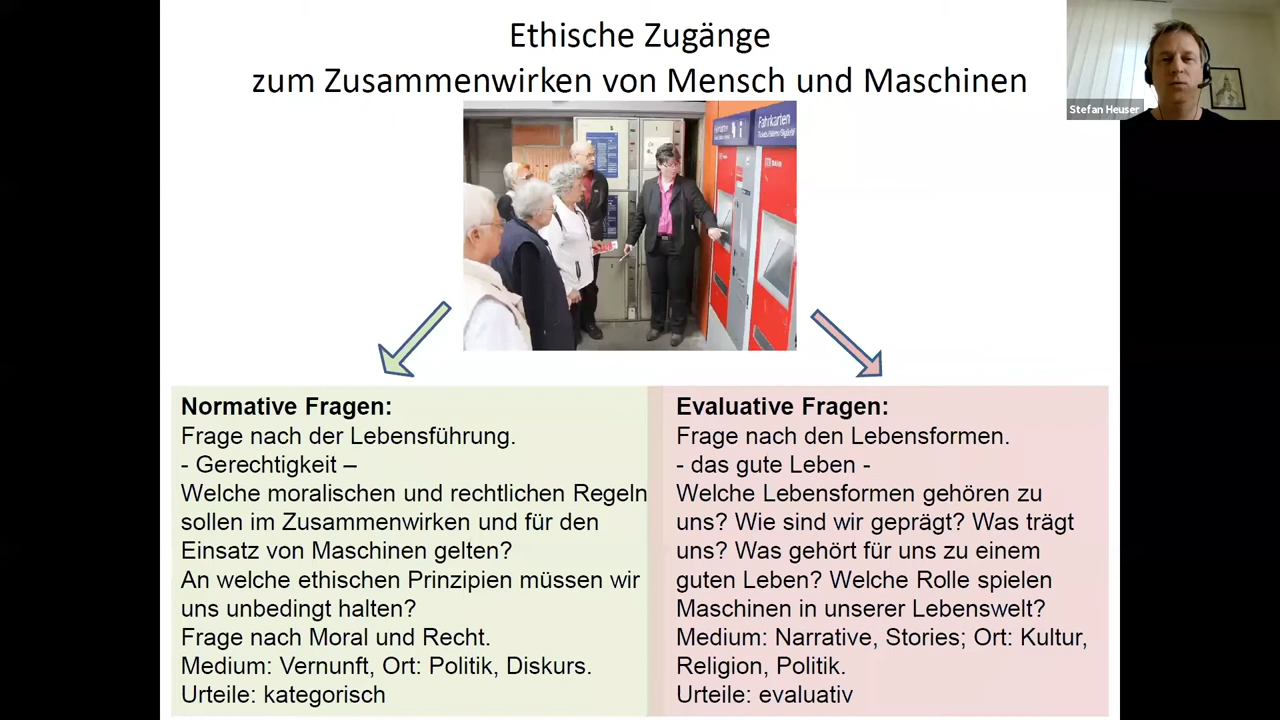 Ethische Zugänge
zum Zusammenwirken von Mensch und Maschinen
Stefan Heuser
Fahrkarten
Normative Fragen:
Frage nach der Lebensführung.
- Gerechtigkeit –
Welche moralischen und rechtlichen Regeln
sollen im Zusammenwirken und für den
Einsatz von Maschinen gelten?
An welche ethischen Prinzipien müssen wir
uns unbedingt halten?
Frage nach Moral und Recht.
Medium: Vernunft, Ort: Politik, Diskurs.
Urteile: kategorisch
Evaluative Fragen:
Frage nach den Lebensformen.
- das gute Leben -
Welche Lebensformen gehören zu
uns? Wie sind wir geprägt? Was trägt
uns? Was gehört für uns zu einem
guten Leben? Welche Rolle spielen
Maschinen in unserer Lebenswelt?
Medium: Narrative, Stories; Ort: Kultur,
Religion, Politik.
Urteile: evaluativ